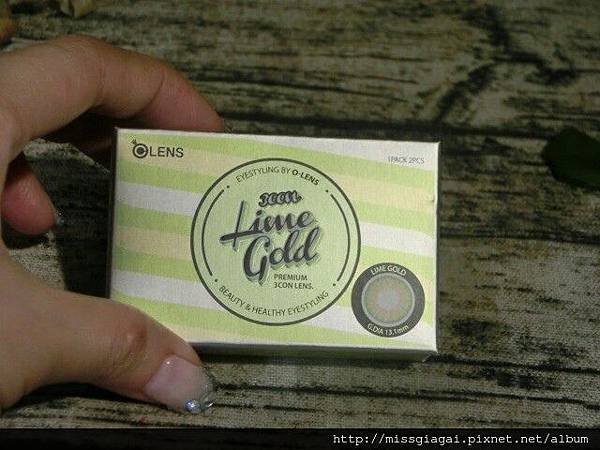 OLENS
1PACK 2PCS
EYESTYLING BY O-LENS
3CON
Lime
Gold
PREMIUM
3CON LENS.
BEAUTY & HEALTHY EYESTYLING
LIME GOLD
G.DIA 13.1mm
http://missgiagai.pixnet.net/album